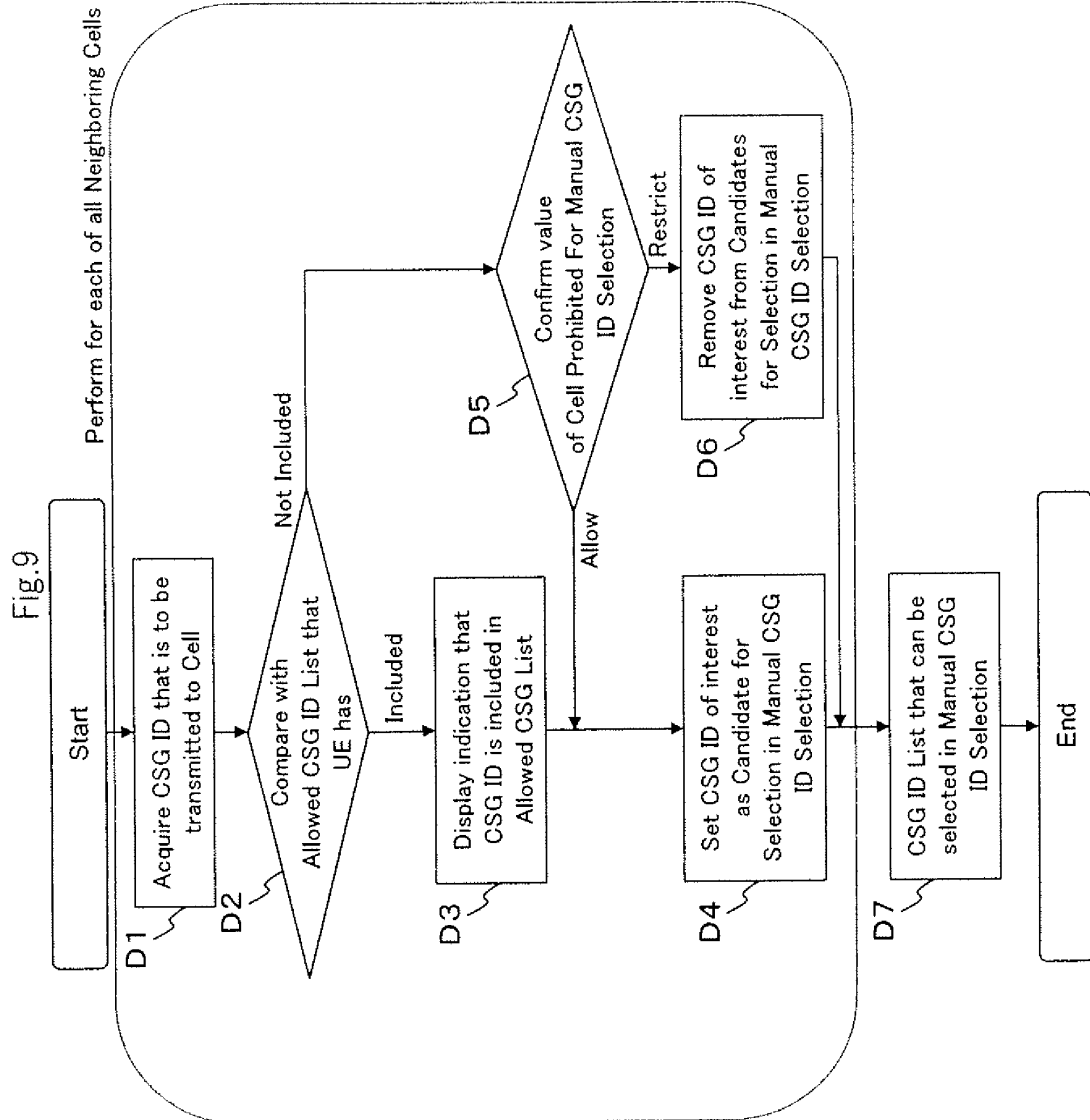 Fig.9
Start
Perform for each of all Neighboring Cells
D1
Acquire CSG ID that is to be
transmitted to Cell
D2
Compare with
Allowed CSG ID List that
UE has
Not Included
Included
D3
Display indication that
CSG ID is included in
Allowed CSG List
D5
Confirm value
of Cell Prohibited For Manual CSG
ID Selection
Allow
Restrict
D4
Set CSG ID of interest
as Candidate for
Selection in Manual CSG
ID Selection
D6
Remove CSG ID of
interest from Candidates
for Selection in Manual
CSG ID Selection
D7
CSG ID List that can be
selected in Manual CSG
ID Selection
End